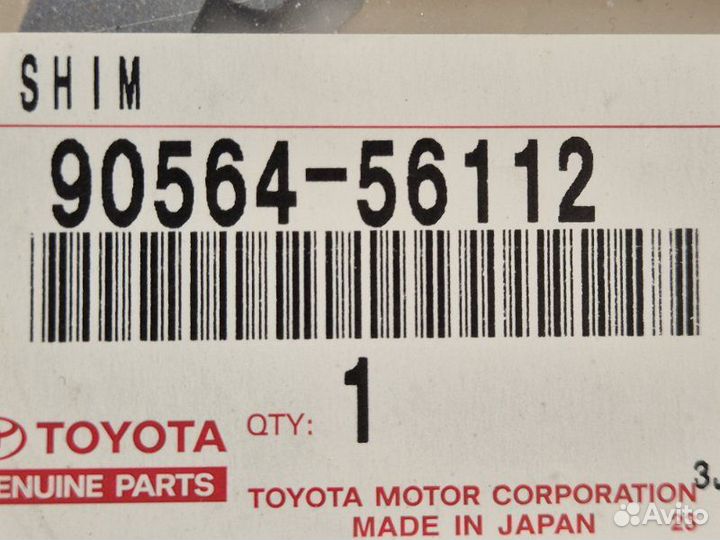 SHIM
90564-56112
QTY: 1
TOYOTA
GENUINE PARTS
TOYOTA MOTOR CORPORATION
MADE IN JAPAN
Avito